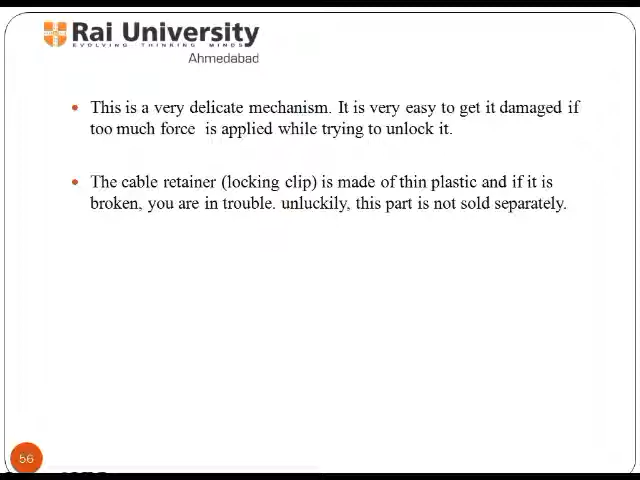 Rai University
EVOLVING THINKING MINDS
Ahmedabad
• This is a very delicate mechanism. It is very easy to get it damaged if
too much force is applied while trying to unlock it.
• The cable retainer (locking clip) is made of thin plastic and if it is
broken, you are in trouble. unluckily, this part is not sold separately.
56